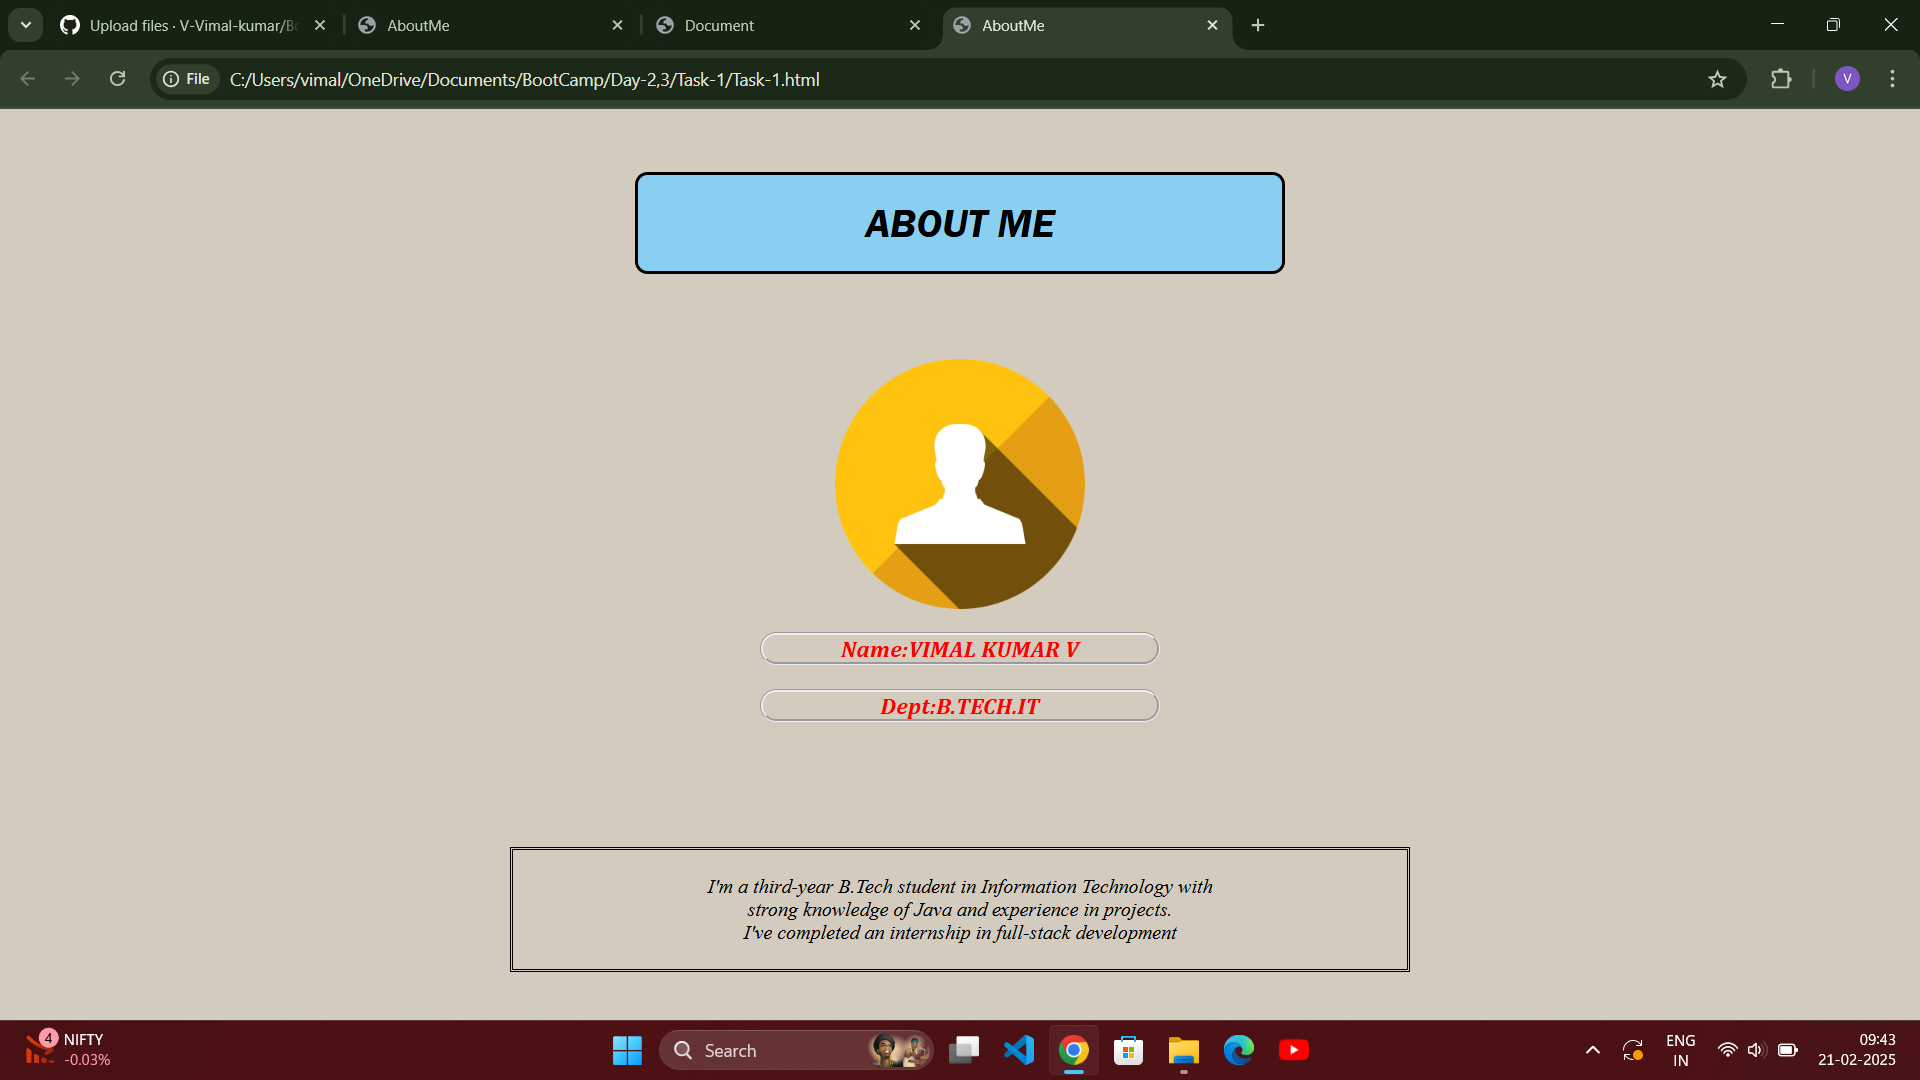 Upload files · V-Vimal-kumar/Bo
AboutMe
Document
AboutMe
File
C:/Users/vimal/OneDrive/Documents/BootCamp/Day-2,3/Task-1/Task-1.html
V
ABOUT ME
Name:VIMAL KUMAR V
Dept:B.TECH.IT
I'm a third-year B.Tech student in Information Technology with
strong knowledge of Java and experience in projects.
I've completed an internship in full-stack development
4
NIFTY
-0.03%
Search
ENG
IN
09:43
21-02-2025